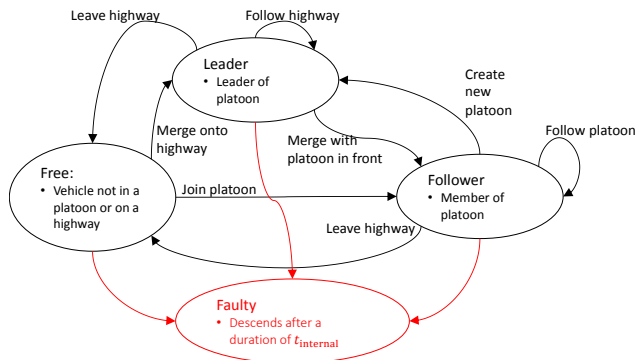 Leave highway
Follow highway
Leader
• Leader of
platoon
Create
new
platoon
Merge onto
highway
Merge with
platoon in front
Follow platoon
Free:
• Vehicle not in a
platoon or on a
highway
Join platoon
Follower
• Member of
platoon
Leave highway
Faulty
• Descends after a
duration of t_internal